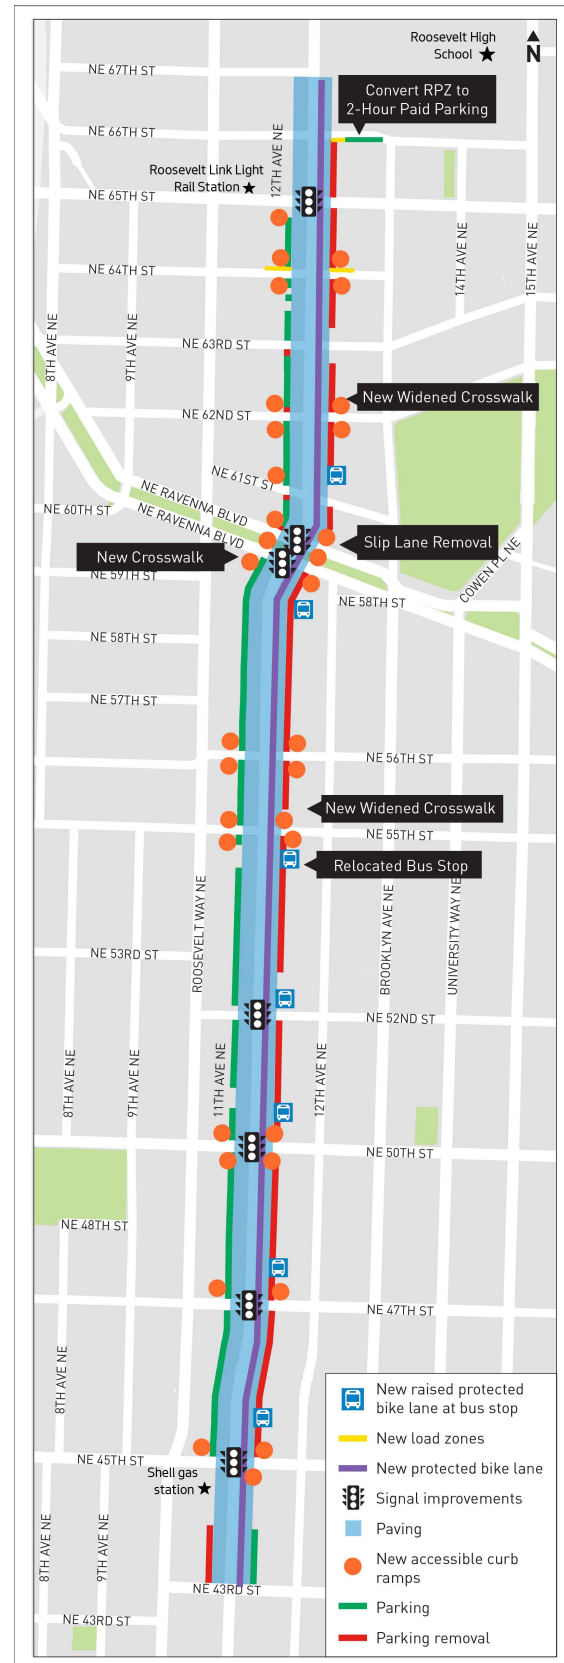 Roosevelt High
School
N
NE 67TH ST
Convert RPZ to
2-Hour Paid Parking
NE 66TH ST
12TH AVE NE
Roosevelt Link Light
Rail Station
NE 65TH ST
14TH AVE NE
15TH AVE NE
NE 64TH ST
8TH AVE NE
9TH AVE NE
NE 63RD ST
New Widened Crosswalk
NE 62ND ST
NE 61ST ST
NE RAVENNA BLVD
NE 60TH ST
NE RAVENNA BLVD
Slip Lane Removal
New Crosswalk
COWEN PL NE
NE 59TH ST
NE 58TH ST
NE 58TH ST
NE 57TH ST
NE 56TH ST
New Widened Crosswalk
NE 55TH ST
Relocated Bus Stop
ROOSEVELT WAY NE
BROOKLYN AVE NE
UNIVERSITY WAY NE
NE 53RD ST
NE 52ND ST
8TH AVE NE
9TH AVE NE
11TH AVE NE
12TH AVE NE
NE 50TH ST
NE 48TH ST
NE 47TH ST
8TH AVE NE
New raised protected
bike lane at bus stop
New load zones
NE 45TH ST
New protected bike lane
Shell gas
station
Signal improvements
Paving
8TH AVE NE
9TH AVE NE
New accessible curb
ramps
NE 43RD ST
Parking
NE 43RD ST
Parking removal